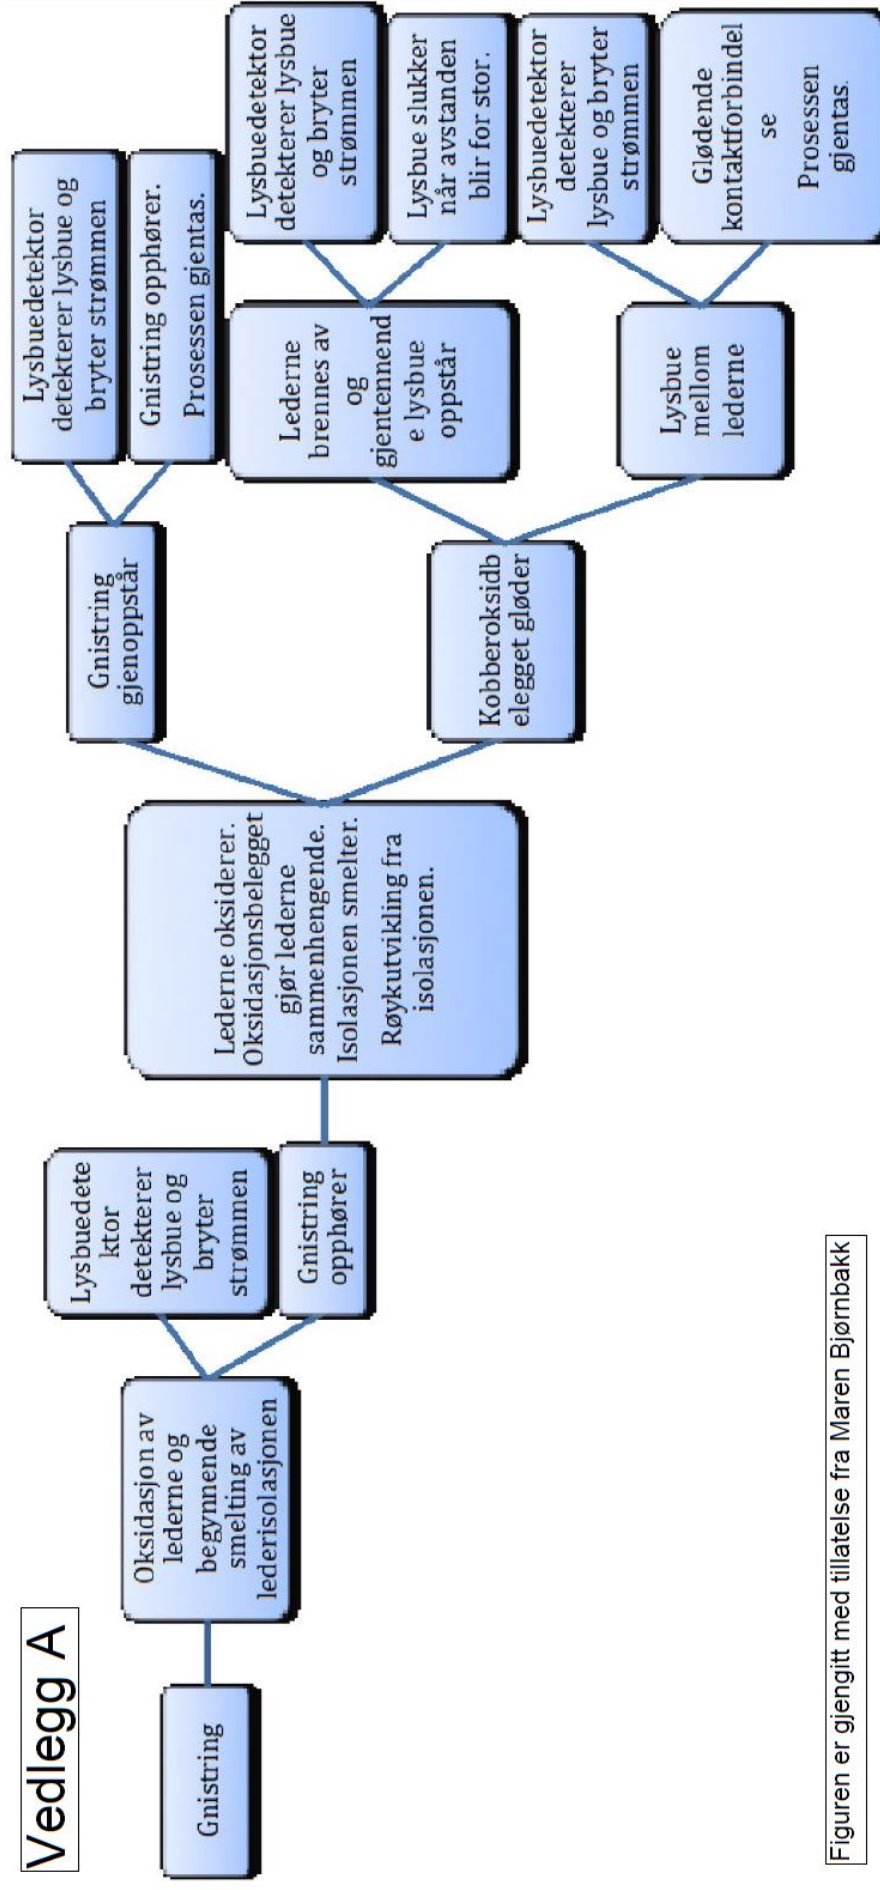 Vedlegg A
Gnistring
Oksidasjon av
lederne og
begynnende
smelting av
lederisolasjonen
Lysbuedete
ktor
detekterer
lysbue og
bryter
strømmen
Gnistring
opphører
Lederne oksiderer.
Oksidasjonsbelegget
gjør lederne
sammenhengende.
Isolasjonen smelter.
Røykutvikling fra
isolasjonen.
Gnistring
gjenoppstår
Lysbuedetektor
detekterer lysbue og
bryter strømmen
Gnistring opphører.
Prosessen gjentas.
Kobberoksidb
elegget gløder
Lederne
brennes av
og
gjentennend
e lysbue
oppstår
Lysbuedetektor
detekterer lysbue
og bryter
strømmen
Lysbue slukker
når avstanden
blir for stor.
Lysbue
mellom
lederne
Lysbuedetektor
detekterer
lysbue og bryter
strømmen
Glødende
kontaktforbindel
se
Prosessen
gjentas.
Figuren er gjengitt med tillatelse fra Maren Bjørnbakk